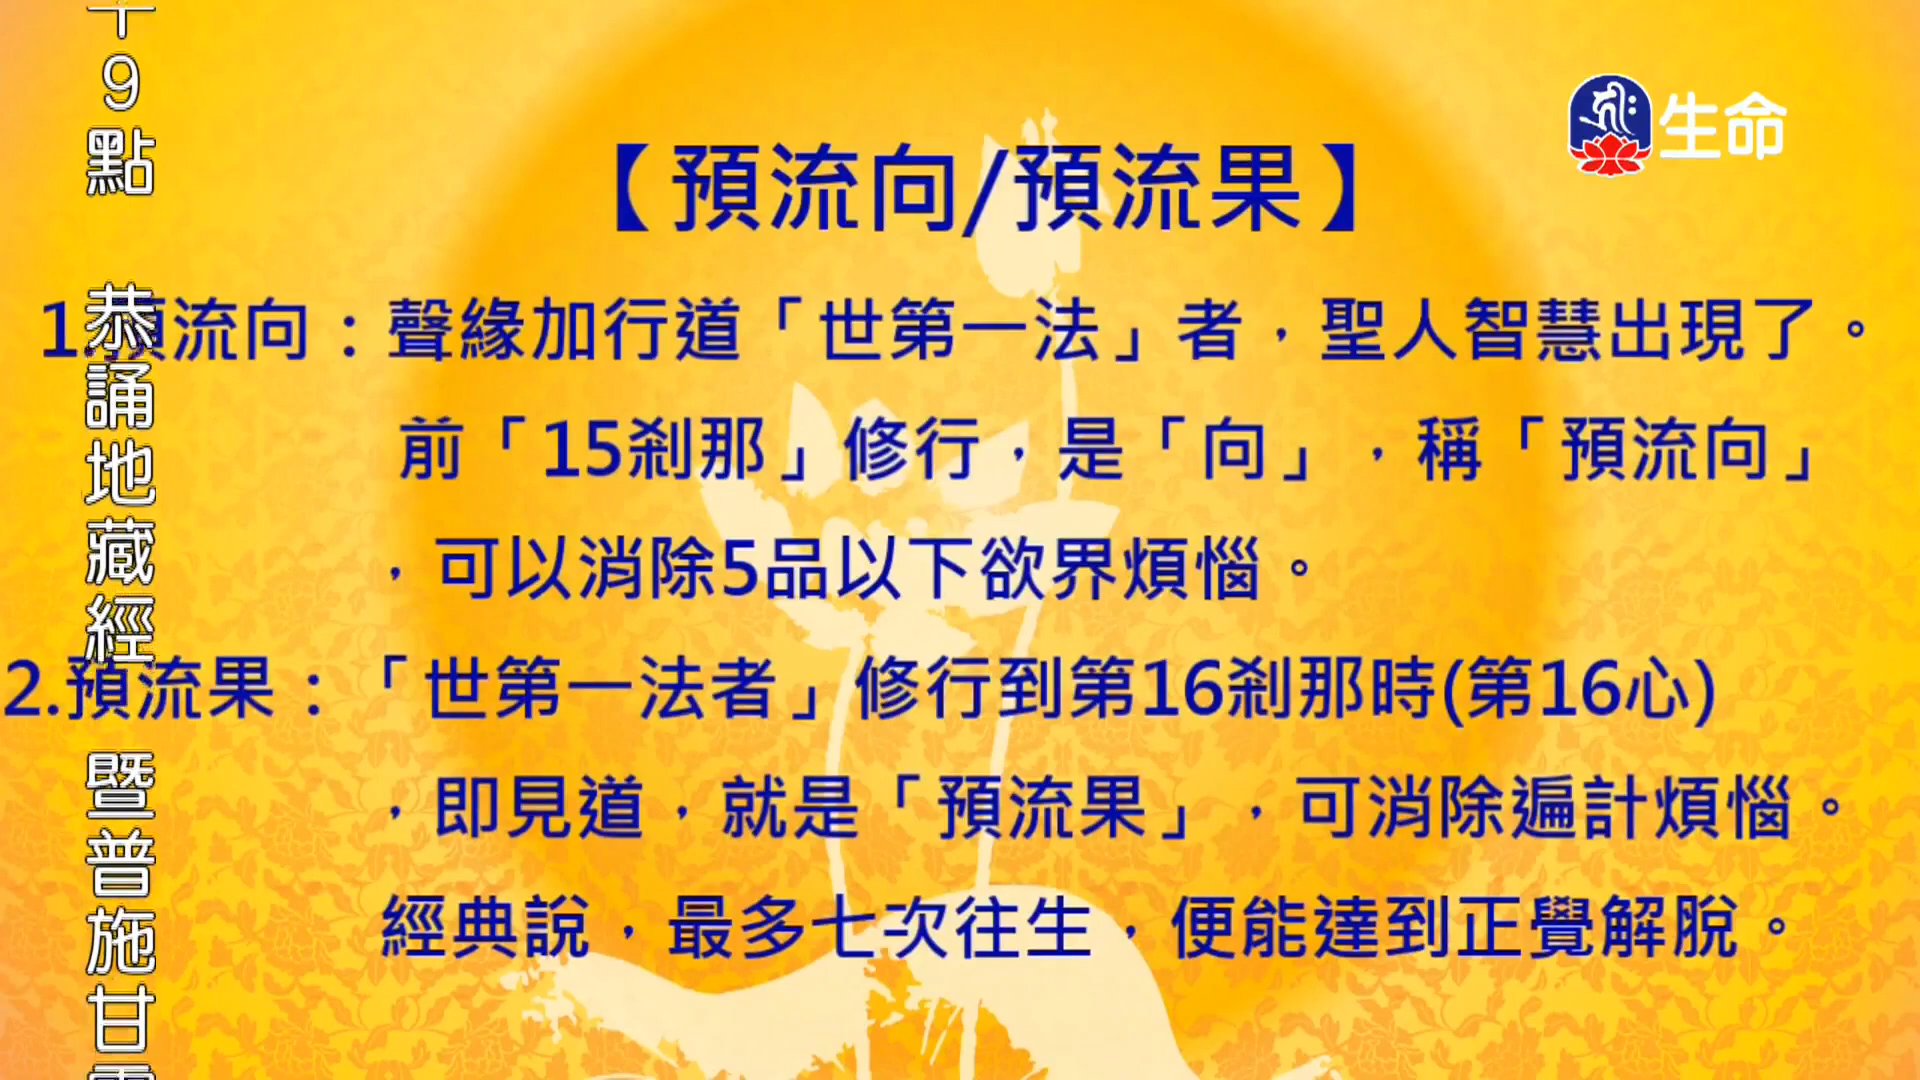 【預流向/預流果】
生命
1.預流向：聲緣加行道「世第一法」者，聖人智慧出現了。
前「15剎那」修行，是「向」，稱「預流向」
，可以消除5品以下欲界煩惱。
2.預流果：「世第一法者」修行到第16剎那時(第16心)
，即見道，就是「預流果」，可消除遍計煩惱。
經典說，最多七次往生，便能達到正覺解脫。
9點 恭誦地藏經 暨普施甘